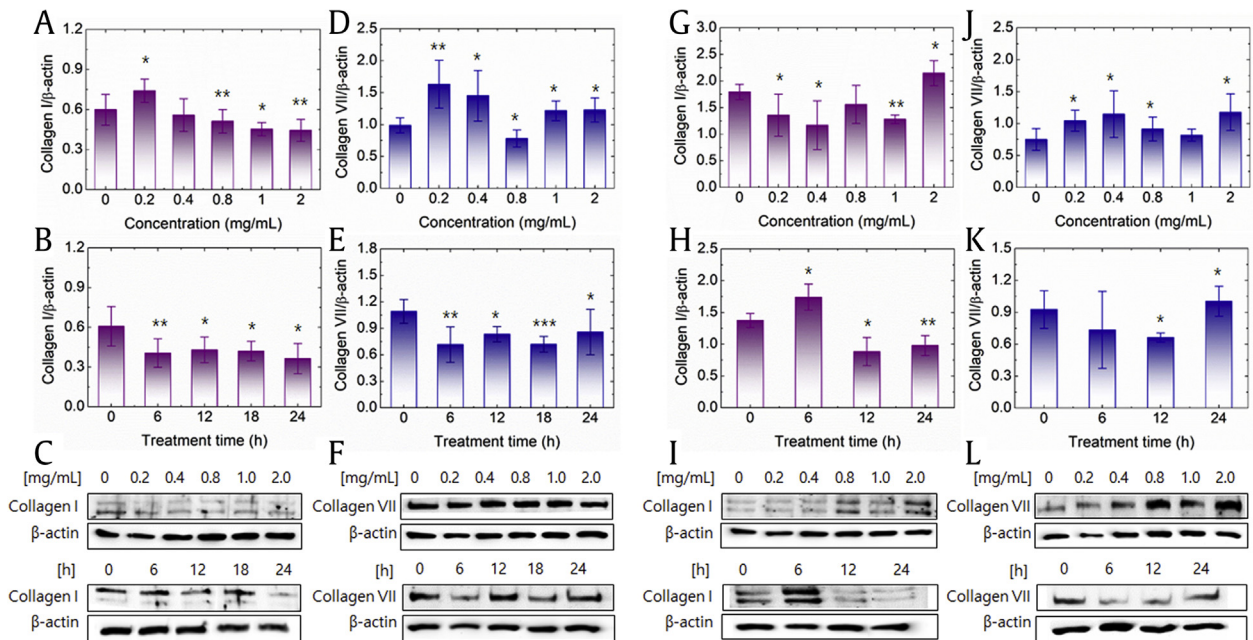 A
1.2
0.9
0.6
0.3
0.0
Collagen I/β-actin
* ** * **
0 0.2 0.4 0.8 1 2
Concentration (mg/mL)
D
2.5
2.0
1.5
1.0
0.5
0.0
Collagen VII/β-actin
** * * * *
0 0.2 0.4 0.8 1 2
Concentration (mg/mL)
G
3.0
2.5
2.0
1.5
1.0
0.5
0.0
Collagen I/β-actin
* * ** *
0 0.2 0.4 0.8 1 2
Concentration (mg/mL)
J
2.5
2.0
1.5
1.0
0.5
0.0
Collagen VII/β-actin
* * * *
0 0.2 0.4 0.8 1 2
Concentration (mg/mL)
B
1.2
0.9
0.6
0.3
0.0
Collagen I/β-actin
** * * *
0 6 12 18 24
Treatment time (h)
E
1.8
1.5
1.2
0.9
0.6
0.3
0.0
Collagen VII/β-actin
** * *** *
0 6 12 18 24
Treatment time (h)
H
2.5
2.0
1.5
1.0
0.5
0.0
Collagen I/β-actin
* * **
0 6 12 24
Treatment time (h)
K
1.5
1.2
0.9
0.6
0.3
0.0
Collagen VII/β-actin
* *
0 6 12 24
Treatment time (h)
C
[mg/mL] 0 0.2 0.4 0.8 1.0 2.0
Collagen I
β-actin
[h] 0 6 12 18 24
Collagen I
β-actin
F
0 0.2 0.4 0.8 1.0 2.0
Collagen VII
β-actin
[h] 0 6 12 18 24
Collagen VII
β-actin
I
[mg/mL] 0 0.2 0.4 0.8 1.0 2.0
Collagen I
β-actin
[h] 0 6 12 24
Collagen I
β-actin
L
[mg/mL] 0 0.2 0.4 0.8 1.0 2.0
Collagen VII
β-actin
[h] 0 6 12 24
Collagen VII
β-actin